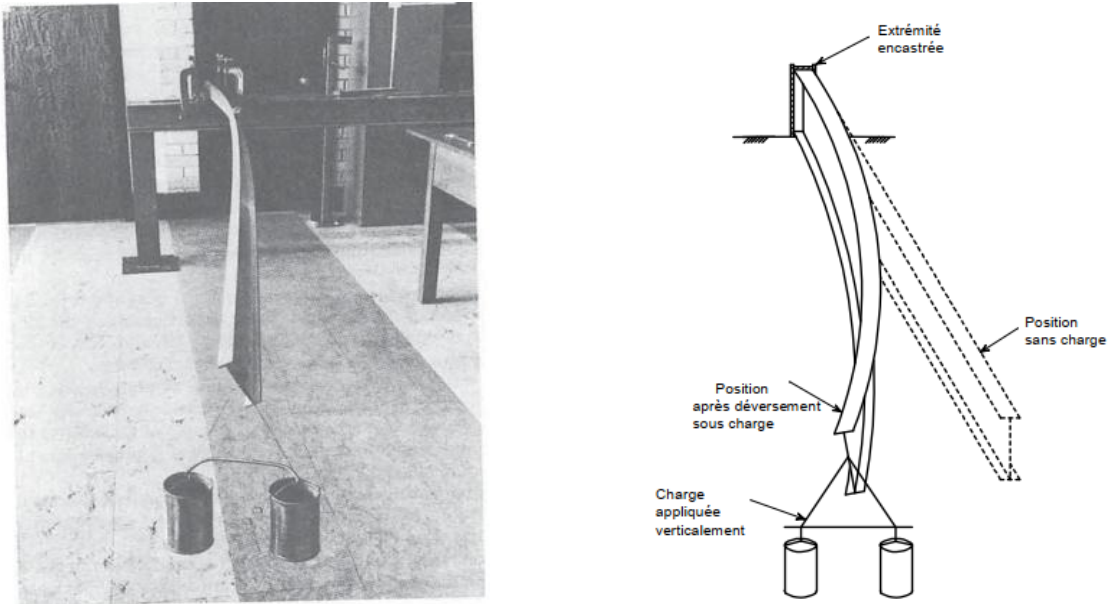 Extrémité
encastrée
Position
sans charge
Position
après déversement
sous charge
Charge
appliquée
verticalement